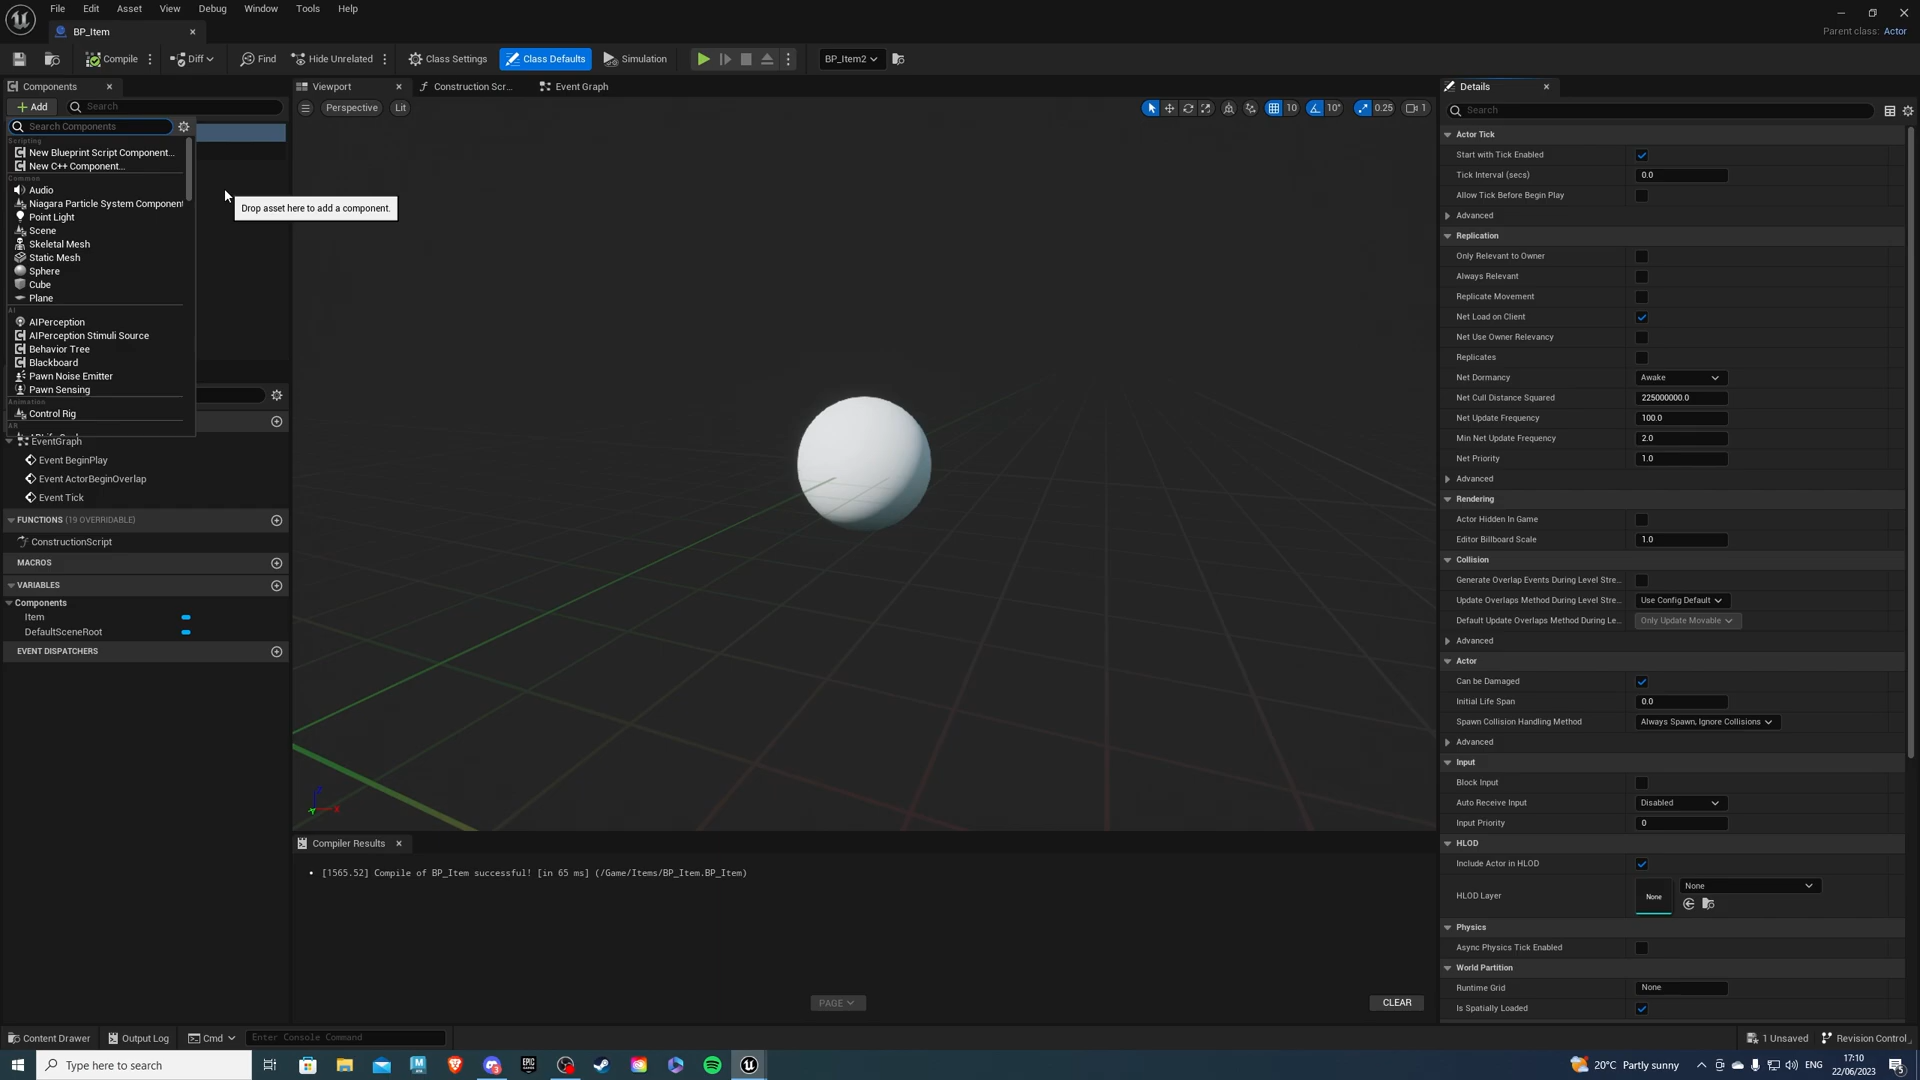 File Edit Asset View Debug Window Tools Help
BP_Item
Parent class: Actor
Compile
Diff
Find
Hide Unrelated
Class Settings
Class Defaults
Simulation
BP_Item2
Components
Viewport
Construction Scr...
Event Graph
Details
Add
Search
Perspective
Lit
10
10°
0.25
1
Search
Search Components
Scripting
New Blueprint Script Component...
New C++ Component...
Common
Audio
Niagara Particle System Component
Point Light
Scene
Skeletal Mesh
Static Mesh
Sphere
Cube
Plane
AI
AIPerception
AIPerception Stimuli Source
Behavior Tree
Blackboard
Pawn Noise Emitter
Pawn Sensing
Animation
Control Rig
AR
Drop asset here to add a component.
EventGraph
Event BeginPlay
Event ActorBeginOverlap
Event Tick
FUNCTIONS (19 OVERRIDABLE)
ConstructionScript
MACROS
VARIABLES
Components
Item
DefaultSceneRoot
EVENT DISPATCHERS
X
Compiler Results
[1565.52] Compile of BP_Item successful! [in 65 ms] (/Game/Items/BP_Item.BP_Item)
PAGE
CLEAR
Actor Tick
Start with Tick Enabled
Tick Interval (secs) 0.0
Allow Tick Before Begin Play
Advanced
Replication
Only Relevant to Owner
Always Relevant
Replicate Movement
Net Load on Client
Net Use Owner Relevancy
Replicates
Net Dormancy Awake
Net Cull Distance Squared 225000000.0
Net Update Frequency 100.0
Min Net Update Frequency 2.0
Net Priority 1.0
Advanced
Rendering
Actor Hidden In Game
Editor Billboard Scale 1.0
Collision
Generate Overlap Events During Level Stre...
Update Overlaps Method During Level Stre... Use Config Default
Default Update Overlaps Method During Le... Only Update Movable
Advanced
Actor
Can be Damaged
Initial Life Span 0.0
Spawn Collision Handling Method Always Spawn, Ignore Collisions
Advanced
Input
Block Input
Auto Receive Input Disabled
Input Priority 0
HLOD
Include Actor in HLOD
HLOD Layer None None
Physics
Async Physics Tick Enabled
World Partition
Runtime Grid None
Is Spatially Loaded
Content Drawer
Output Log
Cmd
Enter Console Command
1 Unsaved
Revision Control
Type here to search
20°C Partly sunny
ENG
17:10
22/06/2023